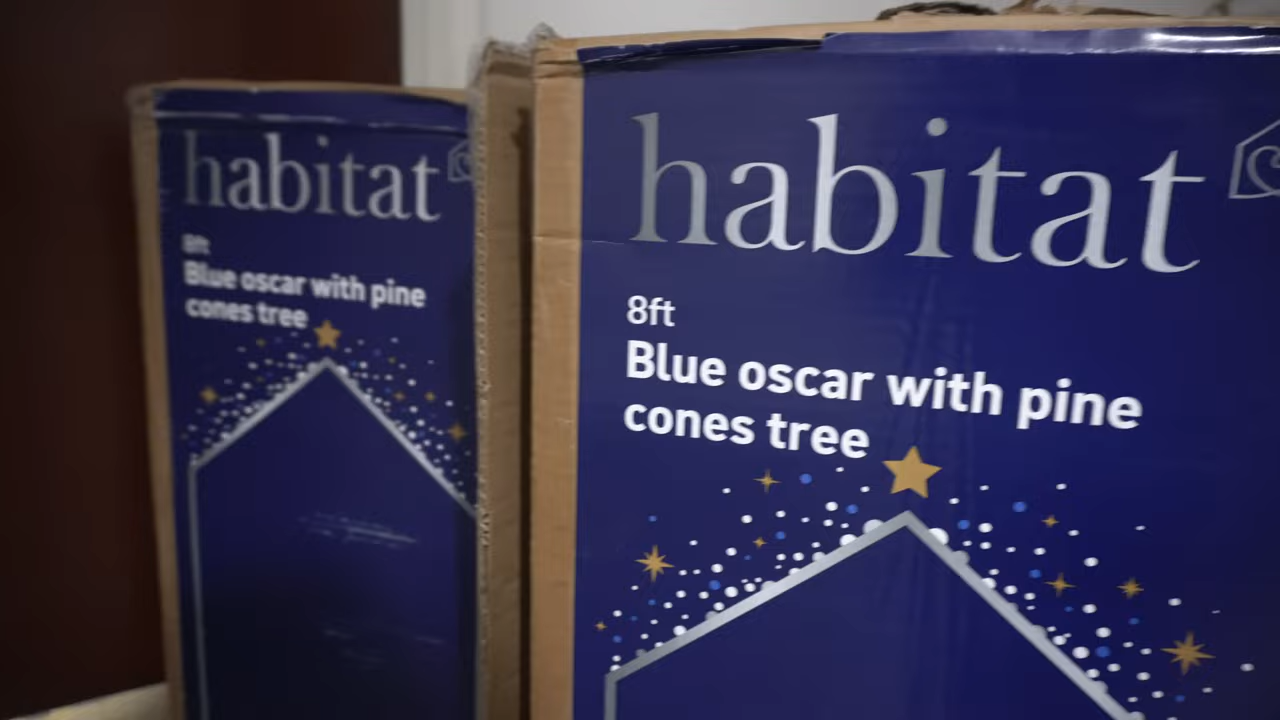 habitat
8ft
Blue oscar with pine
cones tree
habitat
8ft
Blue oscar with pine
cones tree